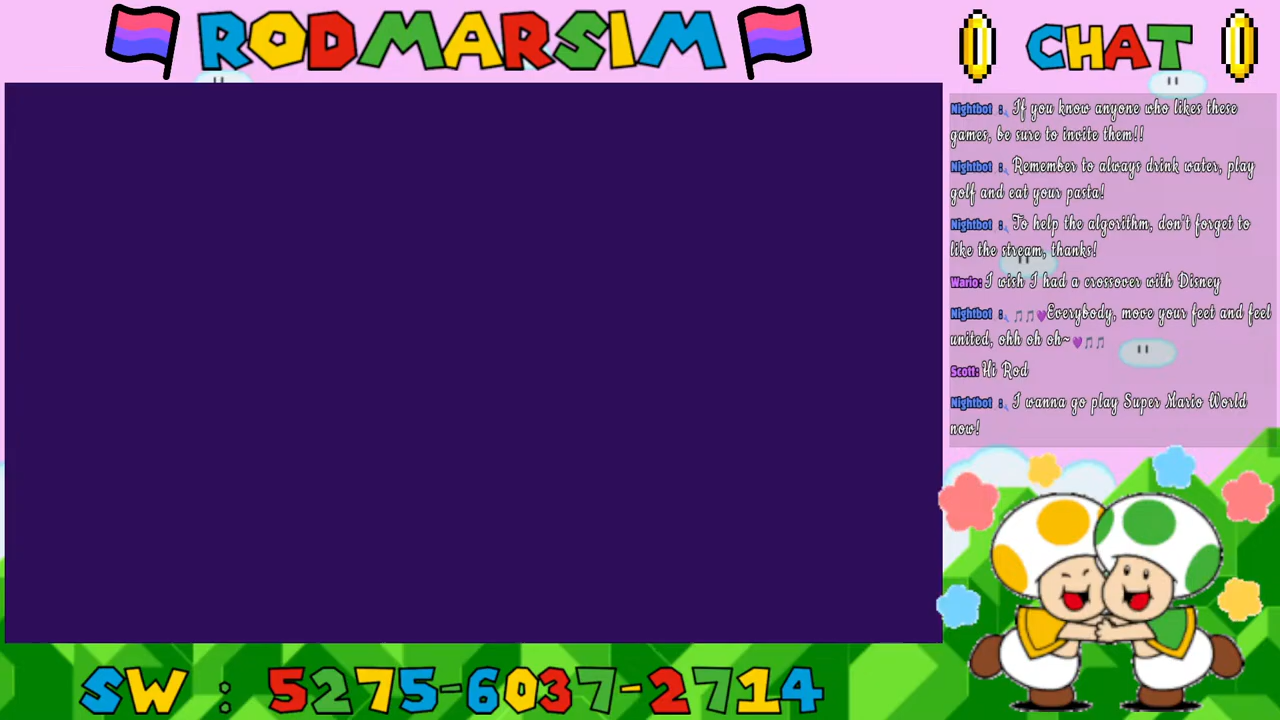 RODMARSIM
CHAT
Nightbot : If you know anyone who likes these
games, be sure to invite them!!
Nightbot : Remember to always drink water, play
golf and eat your pasta!
Nightbot : To help the algorithm, don't forget to
like the stream, thanks!
Wario: I wish I had a crossover with Disney
Nightbot : 🎵🎵💜Everybody, move your feet and feel
united, ohh oh oh~💜🎵🎵
Scott: Hi Rod
Nightbot : I wanna go play Super Mario World
now!
SW : 5275-6037-2714